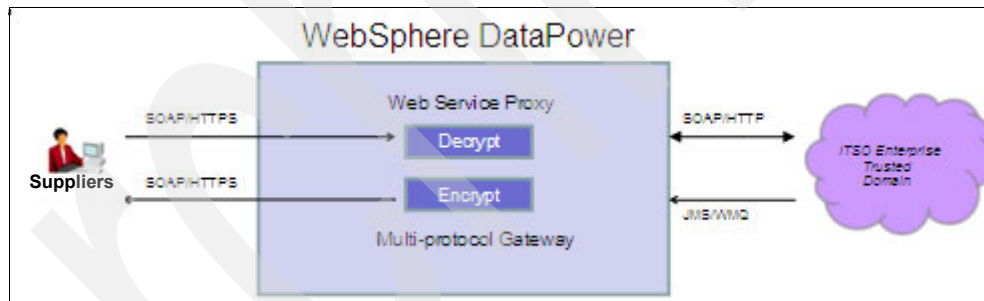 WebSphere DataPower
Web Service Proxy
SOAP/HTTPS
Decrypt
SOAP/HTTP
Suppliers
SOAP/HTTPS
Encrypt
ITSO Enterprise
Trusted
Domain
JMS/WMQ
Multi-protocol Gateway